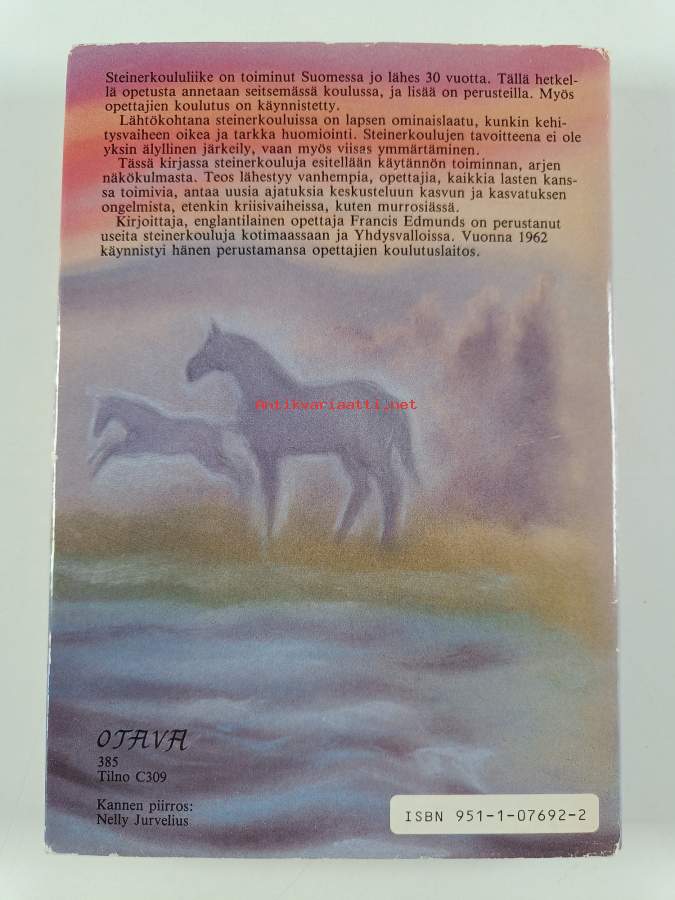 Steinerkoululiike on toiminut Suomessa jo lähes 30 vuotta. Tällä hetkel-
lä opetusta annetaan seitsemässä koulussa, ja lisää on perusteilla. Myös
opettajien koulutus on käynnistetty.
Lähtökohtana steinerkouluissa on lapsen ominaislaatu, kunkin kehi-
tysvaiheen oikea ja tarkka huomiointi. Steinerkoulujen tavoitteena ei ole
yksin älyllinen järkeily, vaan myös viisas ymmärtäminen.
Tässä kirjassa steinerkouluja esitellään käytännön toiminnan, arjen
näkökulmasta. Teos lähestyy vanhempia, opettajia, kaikkia lasten kans-
sa toimivia, antaa uusia ajatuksia keskusteluun kasvun ja kasvatuksen
ongelmista, etenkin kriisivaiheissa, kuten murrosiässä.
Kirjoittaja, englantilainen opettaja Francis Edmunds on perustanut
useita steinerkouluja kotimaassaan ja Yhdysvalloissa. Vuonna 1962
käynnistyi hänen perustamansa opettajien koulutuslaitos.
Antikvariaatti.net
OTAVA
385
Tilno C309
Kannen piirros:
Nelly Jurvelius
ISBN 951-1-07692-2